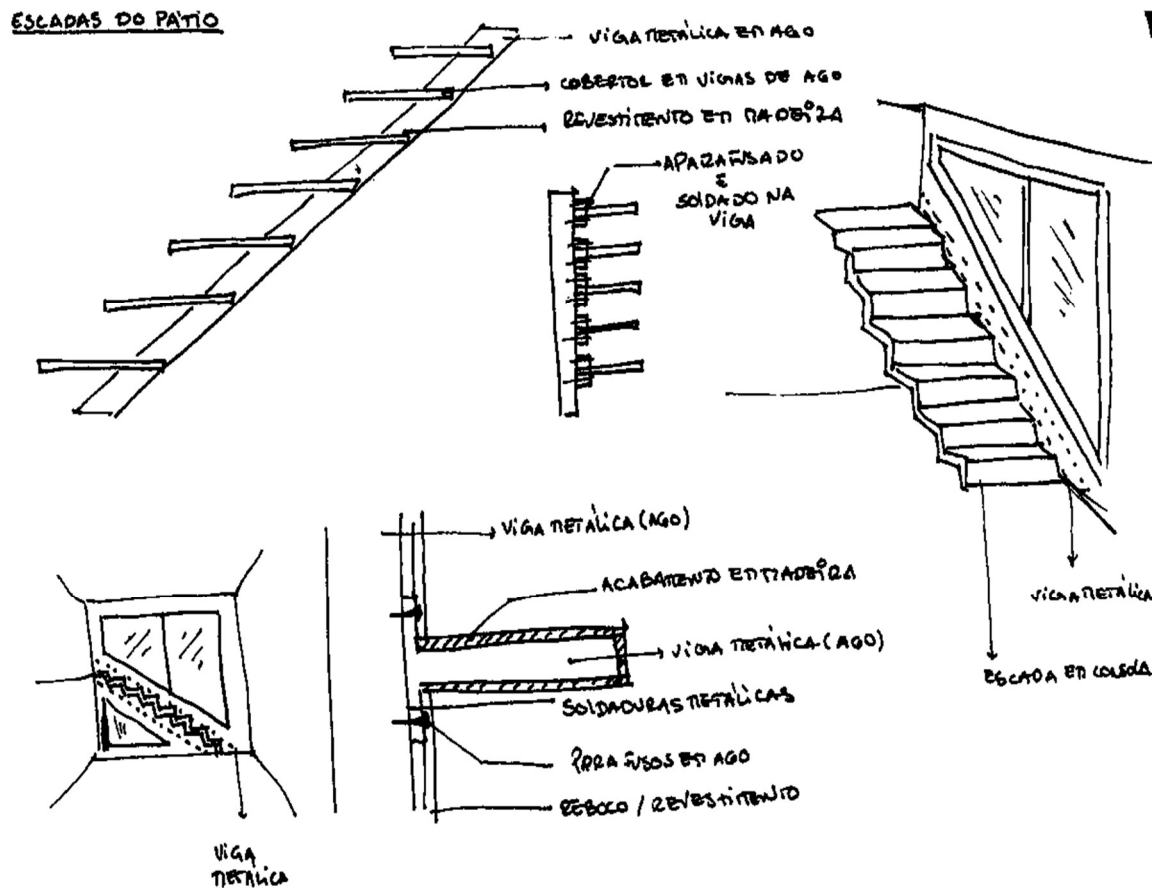 ESCADAS DO PÁTIO
VIGA METÁLICA EM AÇO
COBERTOR EM VIGAS DE AÇO
REVESTIMENTO EM MADEIRA
APARAFUSADO
E
SOLDADO NA
VIGA
VIGA METÁLICA
ESCADA EM CONSOLA
VIGA METÁLICA (AÇO)
ACABAMENTO EM MADEIRA
VIGA METÁLICA (AÇO)
SOLDADURAS METÁLICAS
PARAFUSOS EM AÇO
REBOCO / REVESTIMENTO
VIGA
METÁLICA